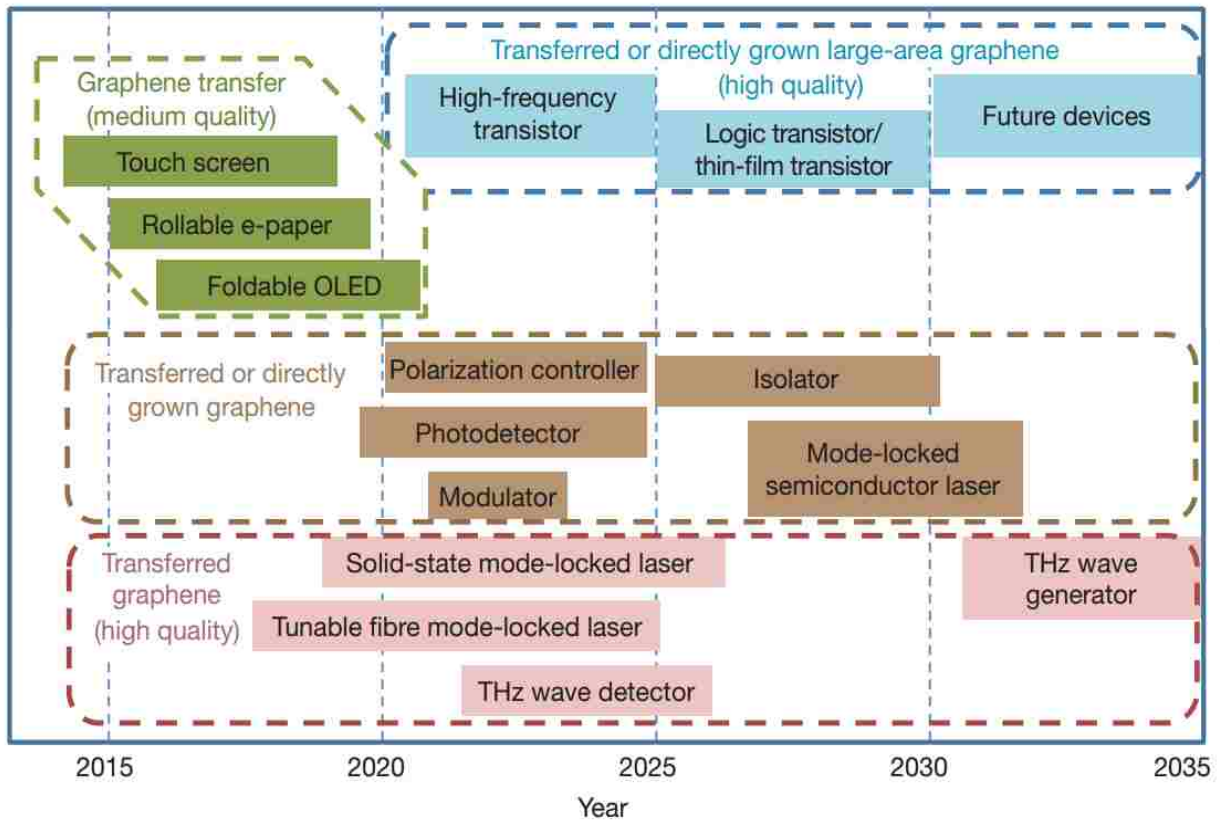 Transferred or directly grown large-area graphene
(high quality)
Graphene transfer
(medium quality)
High-frequency
transistor
Logic transistor/
thin-film transistor
Future devices
Touch screen
Rollable e-paper
Foldable OLED
Transferred or directly
grown graphene
Polarization controller
Isolator
Photodetector
Mode-locked
semiconductor laser
Modulator
Transferred
graphene
(high quality)
Solid-state mode-locked laser
THz wave
generator
Tunable fibre mode-locked laser
THz wave detector
2015
2020
2025
2030
2035
Year